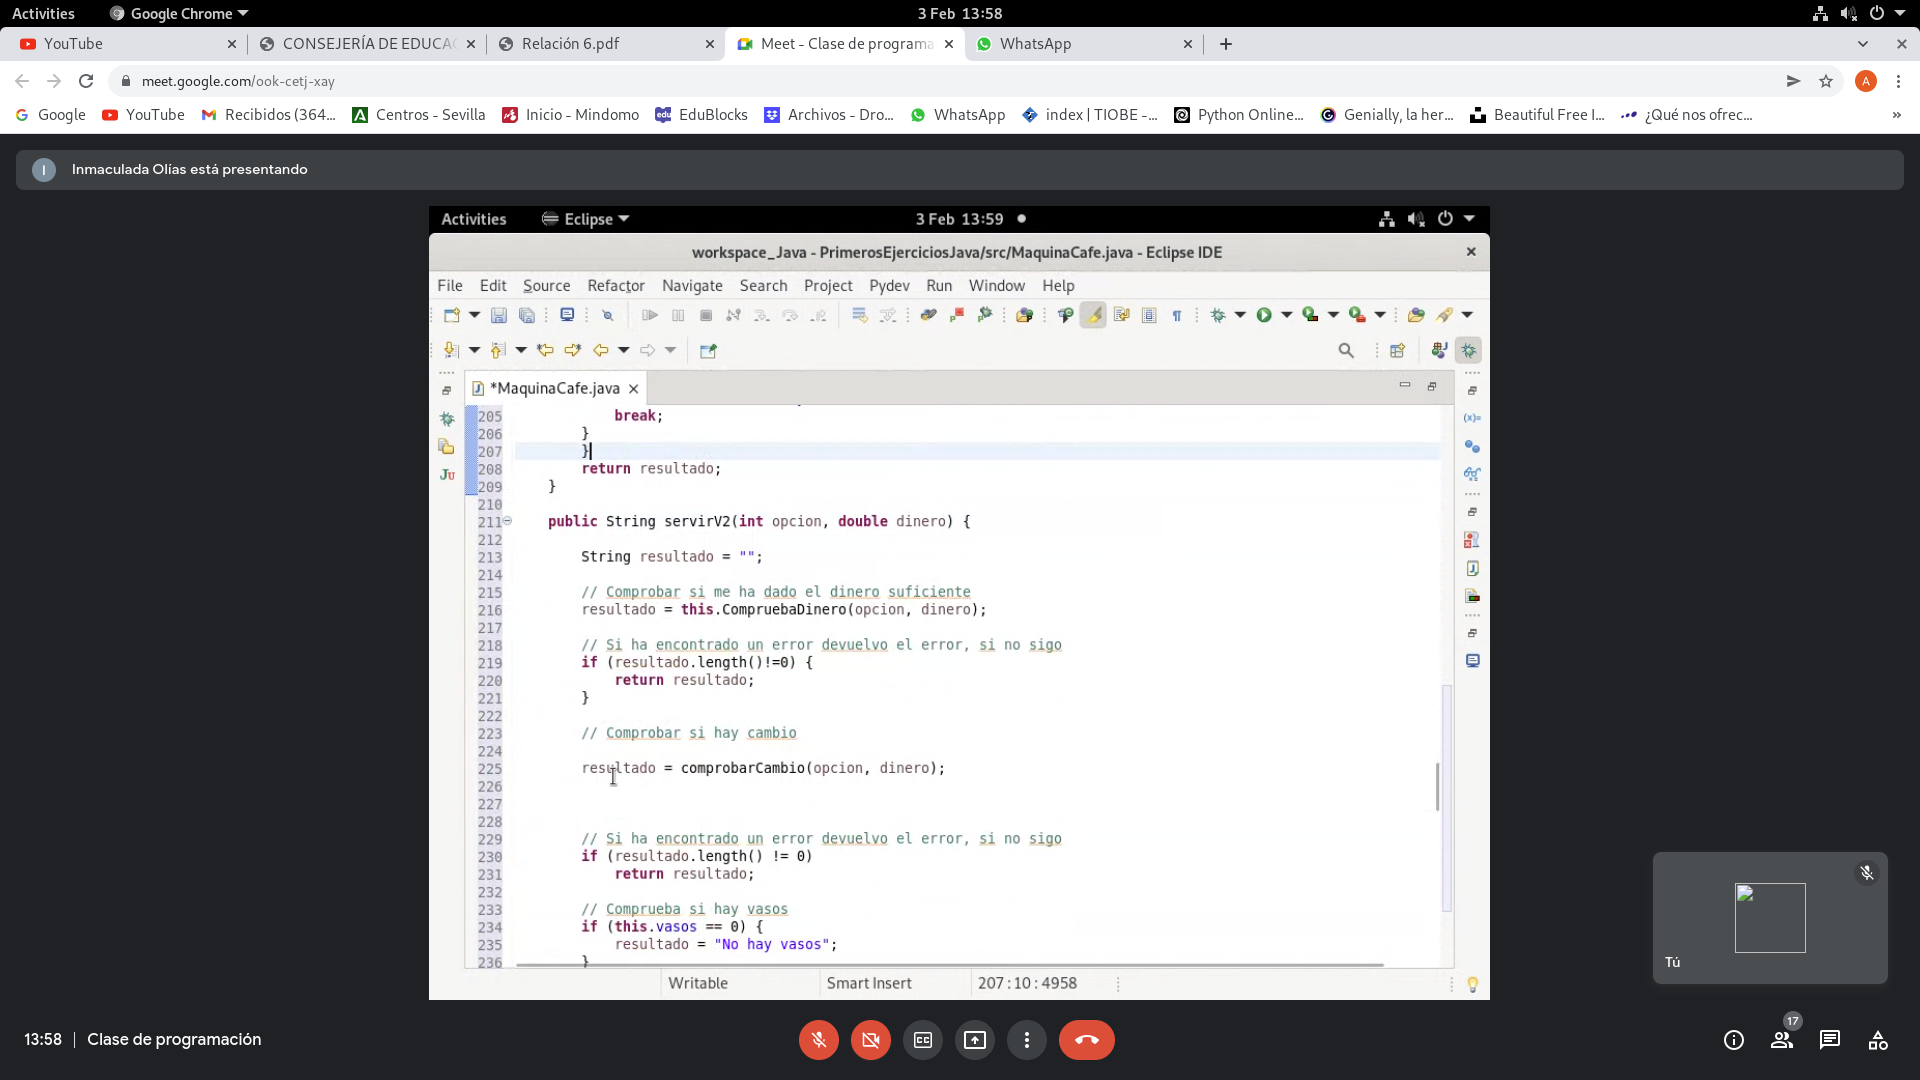 Activities Google Chrome 3 Feb 13:58
YouTube CONSEJERÍA DE EDUCA Relación 6.pdf Meet - Clase de programa WhatsApp
meet.google.com/ook-cetj-xay A
Google YouTube Recibidos (364... Centros - Sevilla Inicio - Mindomo EduBlocks Archivos - Dro... WhatsApp index | TIOBE -... Python Online... Genially, la her... Beautiful Free I... ¿Qué nos ofrec... »
I Inmaculada Olías está presentando
Activities Eclipse 3 Feb 13:59
workspace_Java - PrimerosEjerciciosJava/src/MaquinaCafe.java - Eclipse IDE
File Edit Source Refactor Navigate Search Project Pydev Run Window Help
*MaquinaCafe.java
205 break;
206 }
207 }
208 return resultado;
209 }
210
211 public String servirV2(int opcion, double dinero) {
212
213 String resultado = "";
214
215 // Comprobar si me ha dado el dinero suficiente
216 resultado = this.CompruebaDinero(opcion, dinero);
217
218 // Si ha encontrado un error devuelvo el error, si no sigo
219 if (resultado.length()!=0) {
220 return resultado;
221 }
222
223 // Comprobar si hay cambio
224
225 resultado = comprobarCambio(opcion, dinero);
226
227
228
229 // Si ha encontrado un error devuelvo el error, si no sigo
230 if (resultado.length() != 0)
231 return resultado;
232
233 // Comprueba si hay vasos
234 if (this.vasos == 0) {
235 resultado = "No hay vasos";
236 }
Writable Smart Insert 207 : 10 : 4958
Tú
13:58 Clase de programación 17